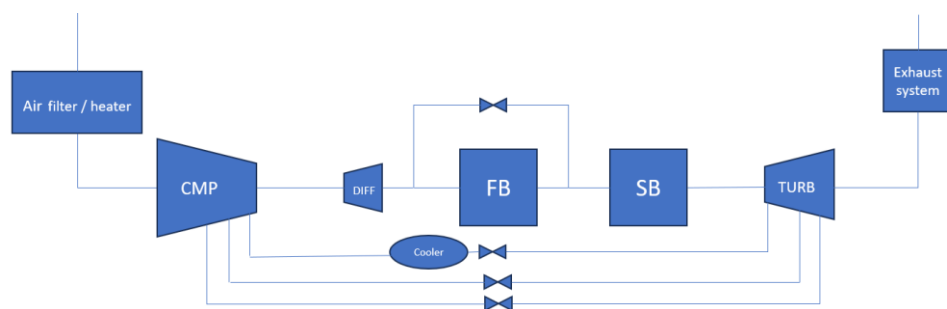 Air filter / heater
Exhaust
system
CMP
DIFF
FB
SB
TURB
Cooler